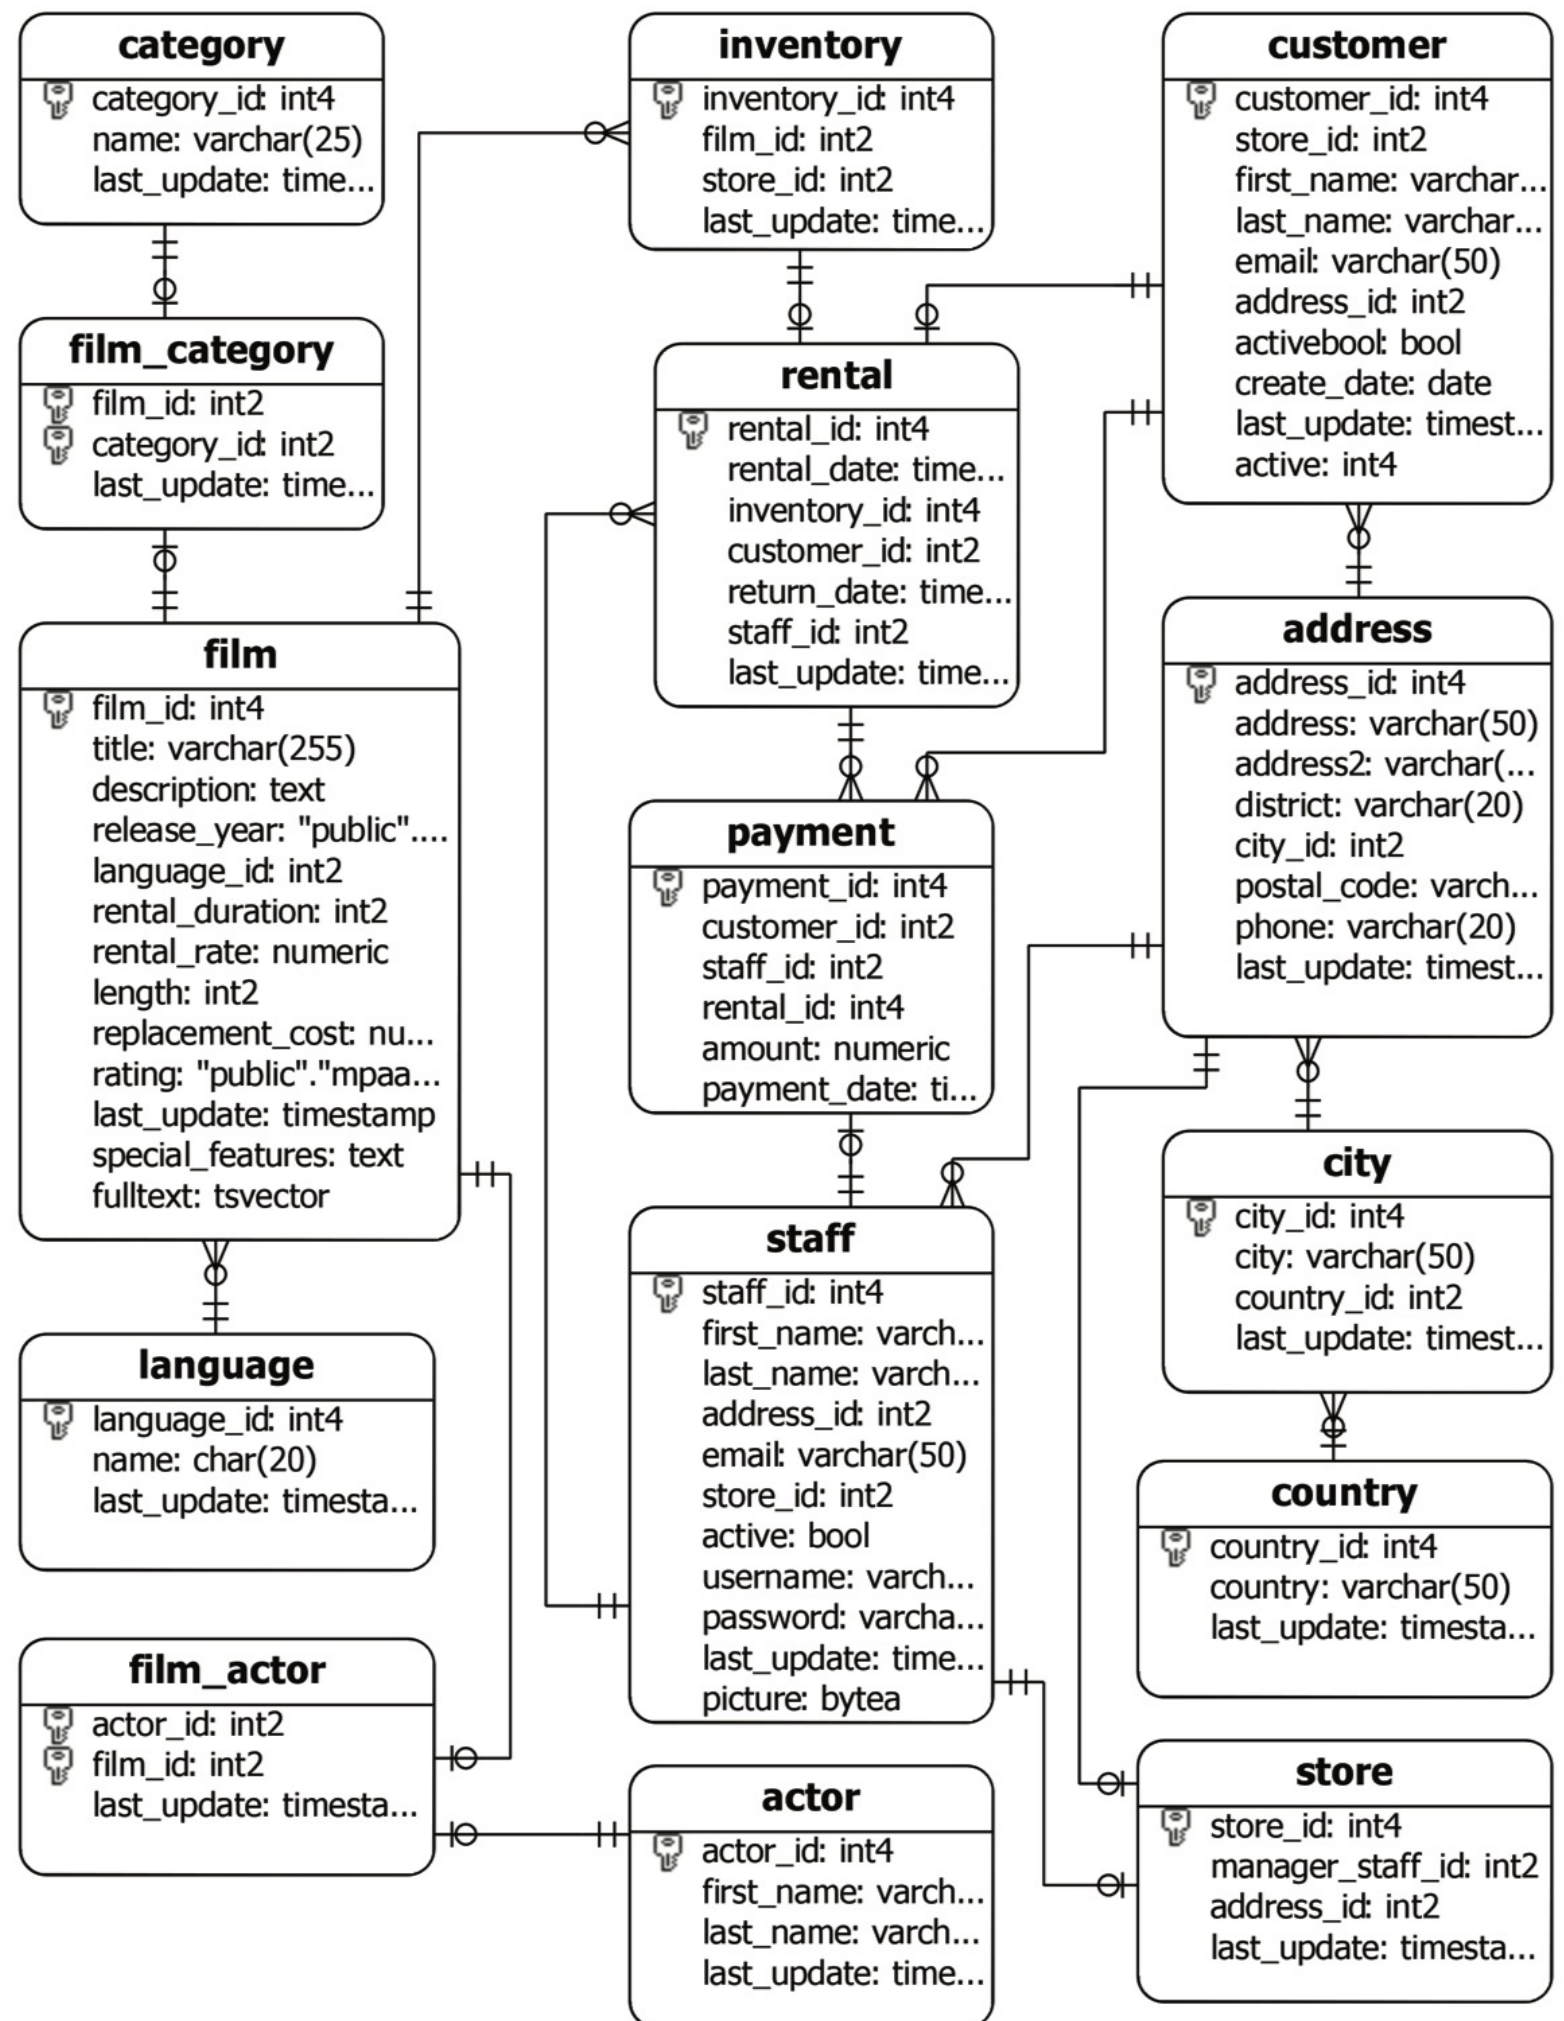 category
category_id: int4
name: varchar(25)
last_update: time...
film_category
film_id: int2
category_id: int2
last_update: time...
film
film_id: int4
title: varchar(255)
description: text
release_year: "public"....
language_id: int2
rental_duration: int2
rental_rate: numeric
length: int2
replacement_cost: nu...
rating: "public"."mpaa...
last_update: timestamp
special_features: text
fulltext: tsvector
language
language_id: int4
name: char(20)
last_update: timesta...
film_actor
actor_id: int2
film_id: int2
last_update: timesta...
inventory
inventory_id: int4
film_id: int2
store_id: int2
last_update: time...
rental
rental_id: int4
rental_date: time...
inventory_id: int4
customer_id: int2
return_date: time...
staff_id: int2
last_update: time...
payment
payment_id: int4
customer_id: int2
staff_id: int2
rental_id: int4
amount: numeric
payment_date: ti...
staff
staff_id: int4
first_name: varch...
last_name: varch...
address_id: int2
email: varchar(50)
store_id: int2
active: bool
username: varch...
password: varcha...
last_update: time...
picture: bytea
actor
actor_id: int4
first_name: varch...
last_name: varch...
last_update: time...
customer
customer_id: int4
store_id: int2
first_name: varchar...
last_name: varchar...
email: varchar(50)
address_id: int2
activebool: bool
create_date: date
last_update: timest...
active: int4
address
address_id: int4
address: varchar(50)
address2: varchar(...
district: varchar(20)
city_id: int2
postal_code: varch...
phone: varchar(20)
last_update: timest...
city
city_id: int4
city: varchar(50)
country_id: int2
last_update: timest...
country
country_id: int4
country: varchar(50)
last_update: timesta...
store
store_id: int4
manager_staff_id: int2
address_id: int2
last_update: timesta...